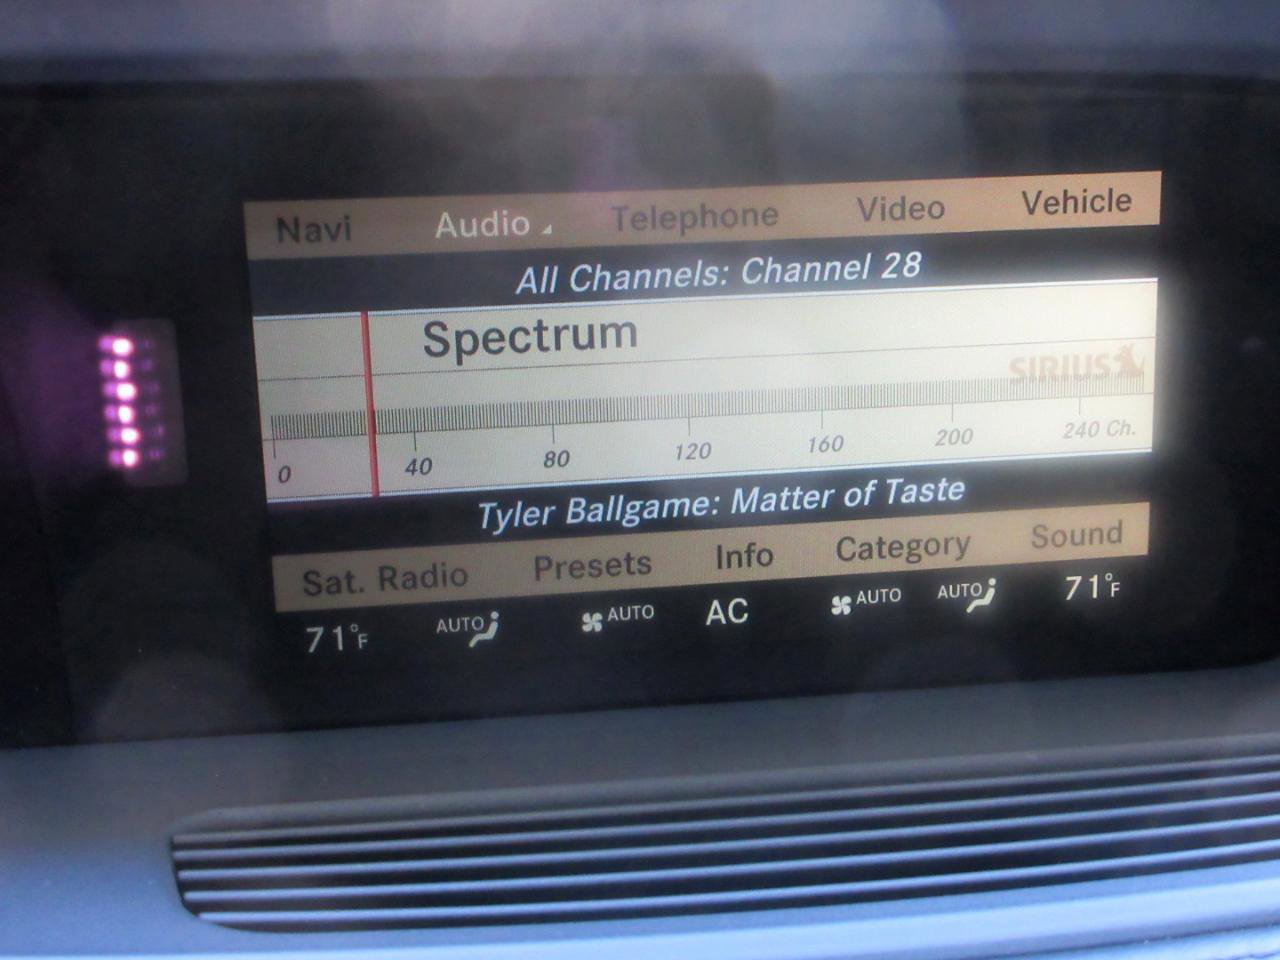 Navi Audio Telephone Video Vehicle
All Channels: Channel 28
Spectrum
SIRIUS
0 40 80 120 160 200 240 Ch.
Tyler Ballgame: Matter of Taste
Sat. Radio Presets Info Category Sound
71°F AUTO AUTO AC AUTO AUTO 71°F